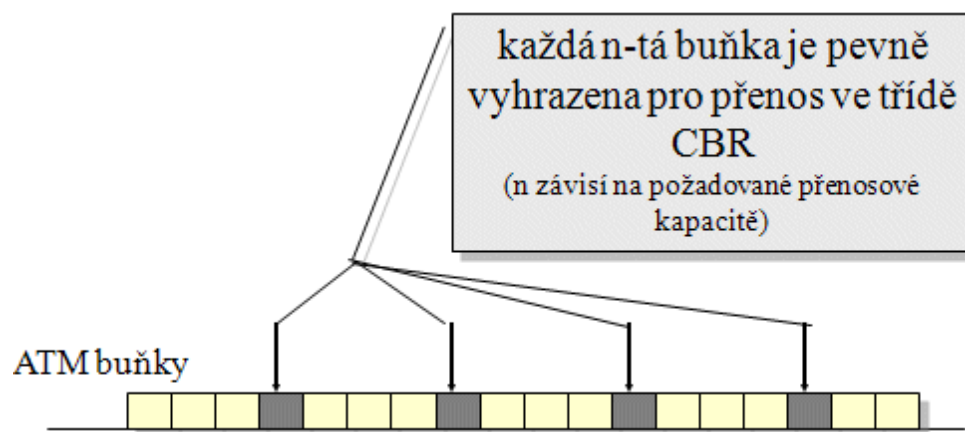 každá n-tá buňka je pevně
vyhrazena pro přenos ve třídě
CBR
(n závisí na požadované přenosové
kapacitě)
ATM buňky